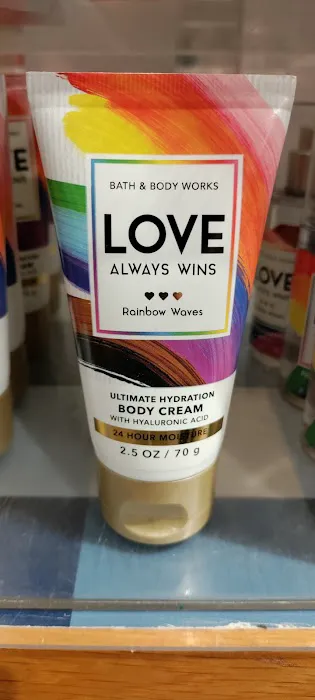 BATH & BODY WORKS
LOVE
ALWAYS WINS
Rainbow Waves
ULTIMATE HYDRATION
BODY CREAM
WITH HYALURONIC ACID
24 HOUR MOISTURE
2.5 OZ / 70 g